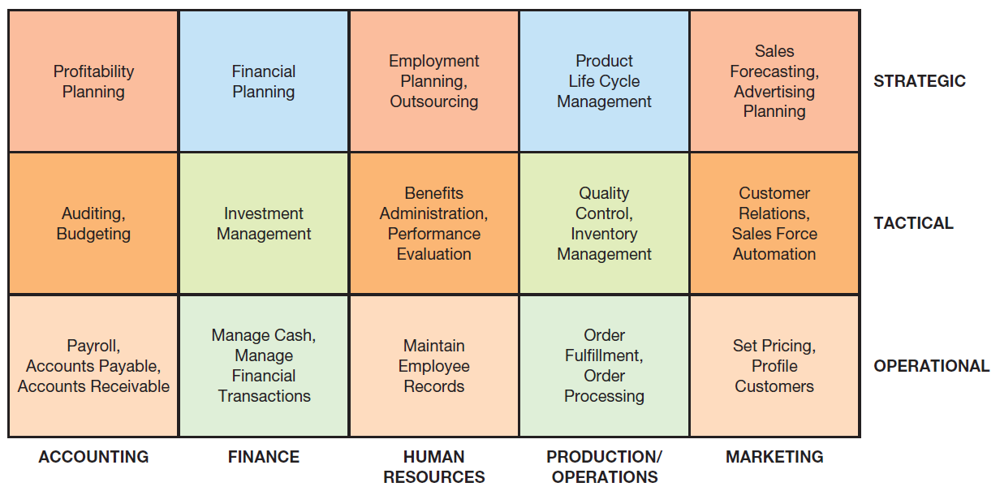 Profitability
Planning
Financial
Planning
Employment
Planning,
Outsourcing
Product
Life Cycle
Management
Sales
Forecasting,
Advertising
Planning
STRATEGIC
Auditing,
Budgeting
Investment
Management
Benefits
Administration,
Performance
Evaluation
Quality
Control,
Inventory
Management
Customer
Relations,
Sales Force
Automation
TACTICAL
Payroll,
Accounts Payable,
Accounts Receivable
Manage Cash,
Manage
Financial
Transactions
Maintain
Employee
Records
Order
Fulfillment,
Order
Processing
Set Pricing,
Profile
Customers
OPERATIONAL
ACCOUNTING
FINANCE
HUMAN
RESOURCES
PRODUCTION/
OPERATIONS
MARKETING